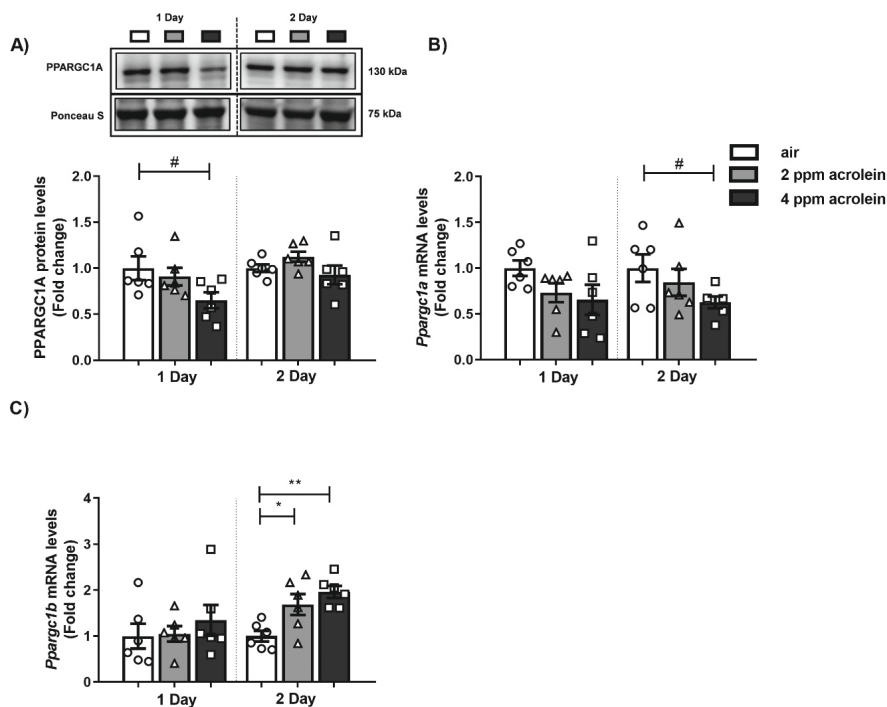 1 Day
2 Day
A)
B)
PPARGC1A
130 kDa
Ponceau S
75 kDa
air
2 ppm acrolein
4 ppm acrolein
#
2.0
1.5
1.0
0.5
0.0
PPARGC1A protein levels
(Fold change)
1 Day
2 Day
#
2.0
1.5
1.0
0.5
0.0
Ppargc1a mRNA levels
(Fold change)
1 Day
2 Day
C)
**
*
4
3
2
1
0
Ppargc1b mRNA levels
(Fold change)
1 Day
2 Day